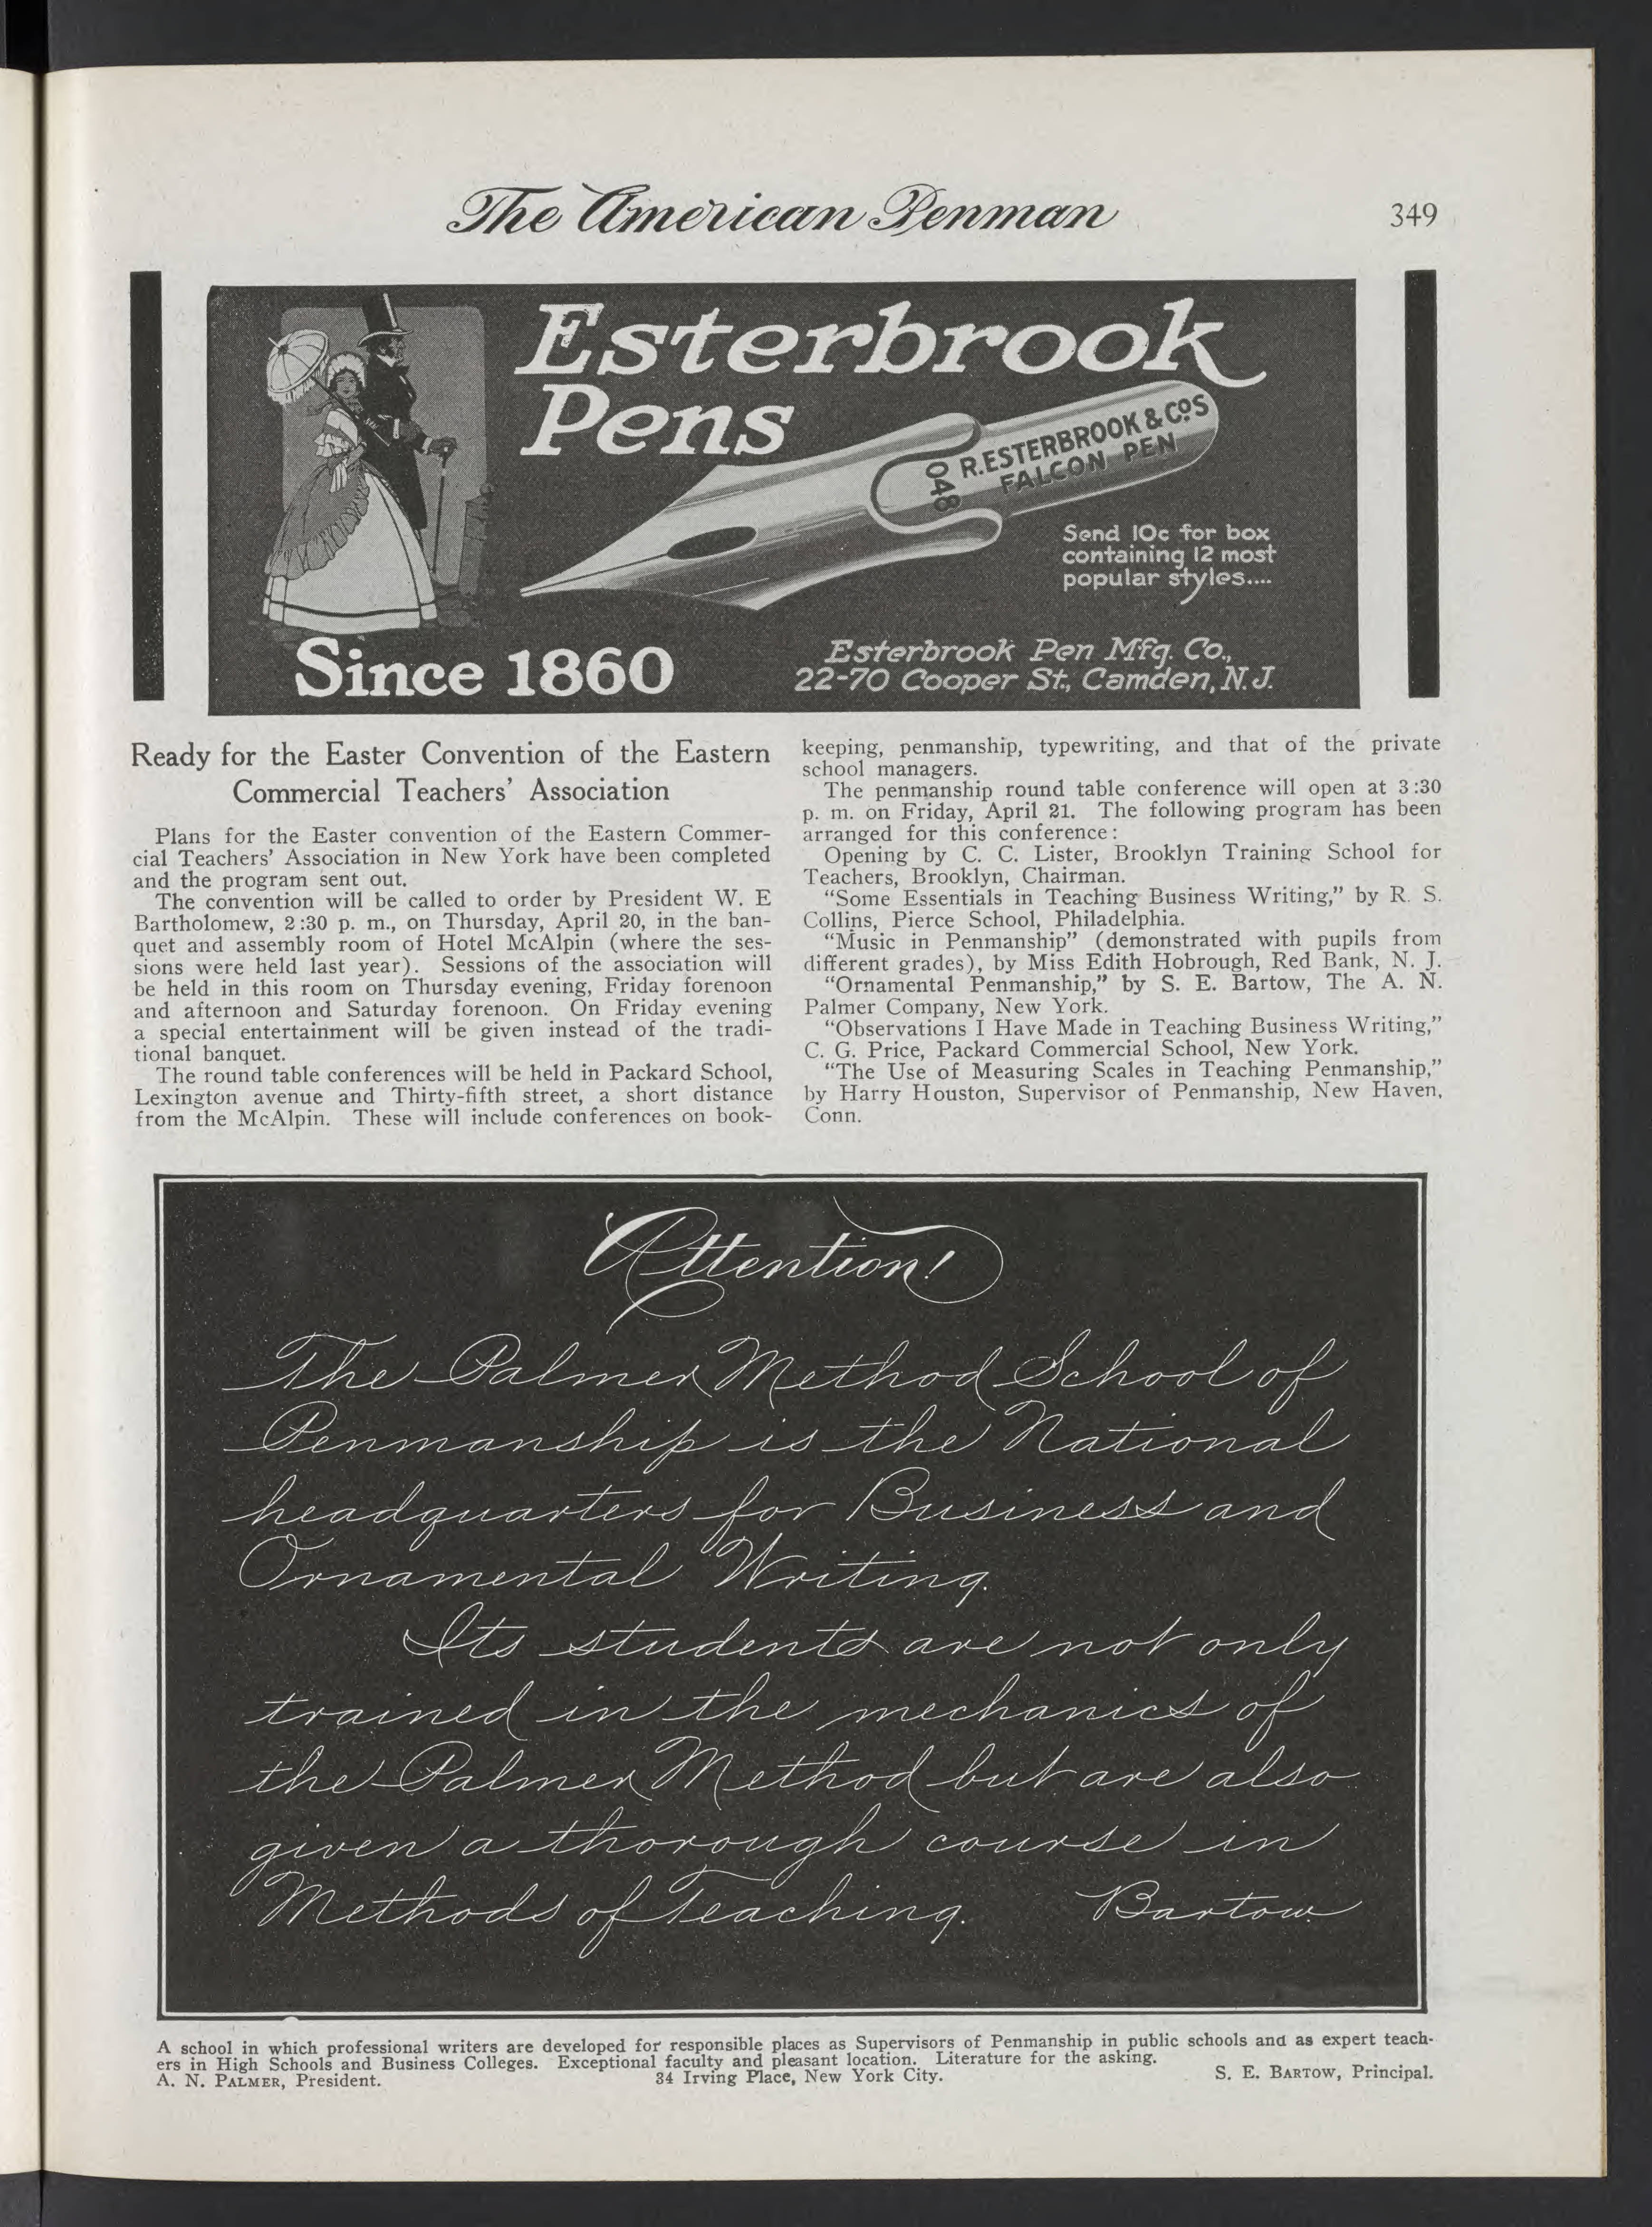 The American Penman
349
Esterbrook
Pens
R.ESTERBROOK & CO'S
FALCON PEN
048
Send 10c for box
containing 12 most
popular styles....
Since 1860
Esterbrook Pen Mfg. Co.,
22-70 Cooper St., Camden, N.J.
Ready for the Easter Convention of the Eastern
Commercial Teachers' Association
Plans for the Easter convention of the Eastern Commer-
cial Teachers' Association in New York have been completed
and the program sent out.
The convention will be called to order by President W. E
Bartholomew, 2:30 p. m., on Thursday, April 20, in the ban-
quet and assembly room of Hotel McAlpin (where the ses-
sions were held last year). Sessions of the association will
be held in this room on Thursday evening, Friday forenoon
and afternoon and Saturday forenoon. On Friday evening
a special entertainment will be given instead of the tradi-
tional banquet.
The round table conferences will be held in Packard School,
Lexington avenue and Thirty-fifth street, a short distance
from the McAlpin. These will include conferences on book-
keeping, penmanship, typewriting, and that of the private
school managers.
The penmanship round table conference will open at 3:30
p. m. on Friday, April 21. The following program has been
arranged for this conference:
Opening by C. C. Lister, Brooklyn Training School for
Teachers, Brooklyn, Chairman.
"Some Essentials in Teaching Business Writing," by R. S.
Collins, Pierce School, Philadelphia.
"Music in Penmanship" (demonstrated with pupils from
different grades), by Miss Edith Hobrough, Red Bank, N. J.
"Ornamental Penmanship," by S. E. Bartow, The A. N.
Palmer Company, New York.
"Observations I Have Made in Teaching Business Writing,"
C. G. Price, Packard Commercial School, New York.
"The Use of Measuring Scales in Teaching Penmanship,"
by Harry Houston, Supervisor of Penmanship, New Haven,
Conn.
Attention!
The Palmer Method School of
Penmanship is the National
headquarters for Business and
Ornamental Writing.
Its students are not only
trained in the mechanics of
the Palmer Method but are also
given a thorough course in
Methods of Teaching. Bartow.
A school in which professional writers are developed for responsible places as Supervisors of Penmanship in public schools and as expert teach-
ers in High Schools and Business Colleges. Exceptional faculty and pleasant location. Literature for the asking.
A. N. PALMER, President. 34 Irving Place, New York City. S. E. BARTOW, Principal.